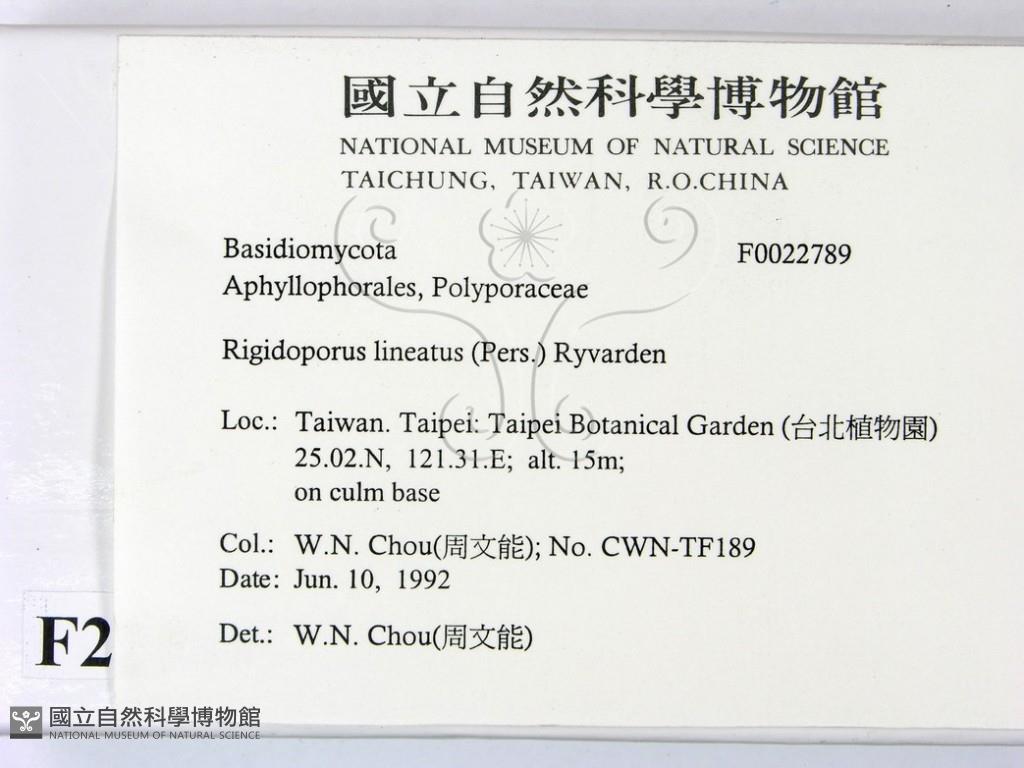 國立自然科學博物館
NATIONAL MUSEUM OF NATURAL SCIENCE
TAICHUNG, TAIWAN, R.O.CHINA
Basidiomycota F0022789
Aphyllophorales, Polyporaceae
Rigidoporus lineatus (Pers.) Ryvarden
Loc.: Taiwan. Taipei: Taipei Botanical Garden (台北植物園)
25.02.N, 121.31.E; alt. 15m;
on culm base
Col.: W.N. Chou(周文能); No. CWN-TF189
Date: Jun. 10, 1992
Det.: W.N. Chou(周文能)
F2
國立自然科學博物館
NATIONAL MUSEUM OF NATURAL SCIENCE